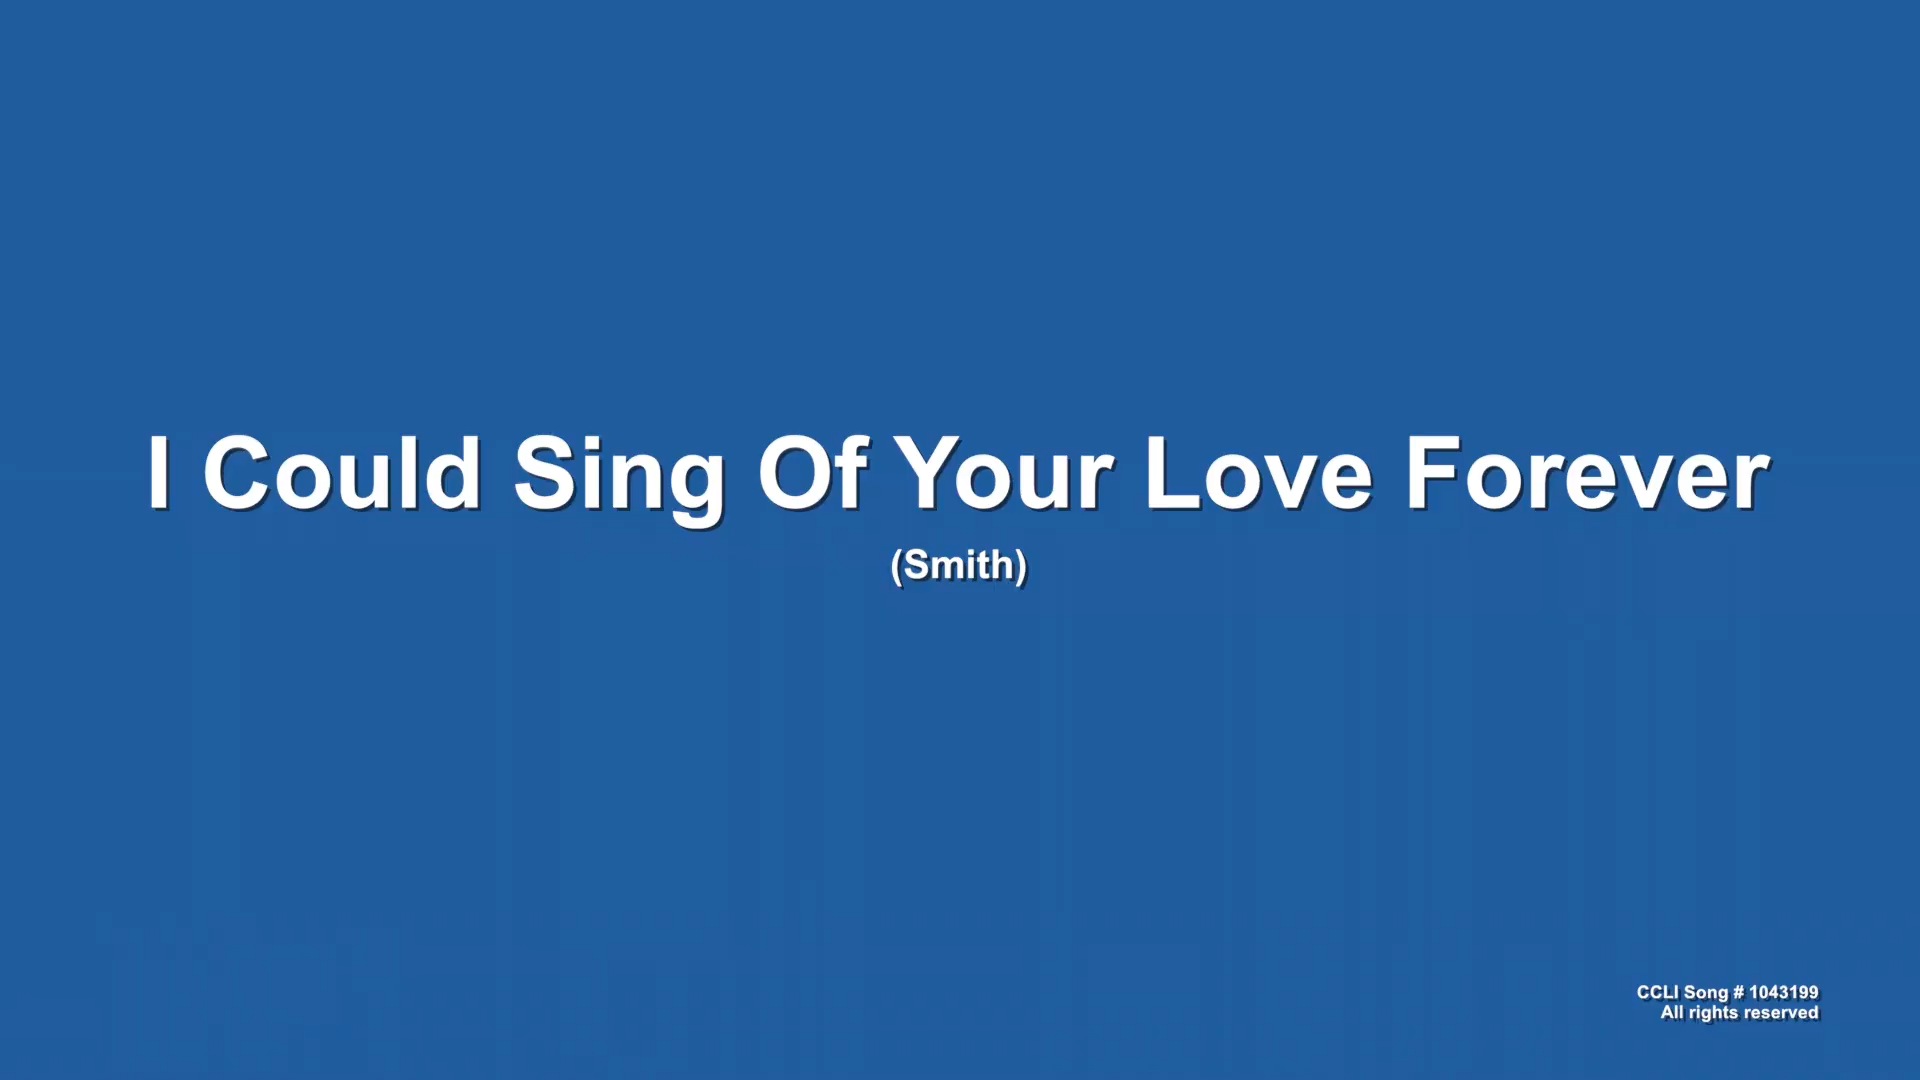 I Could Sing Of Your Love Forever
(Smith)
CCLI Song # 1043199
All rights reserved